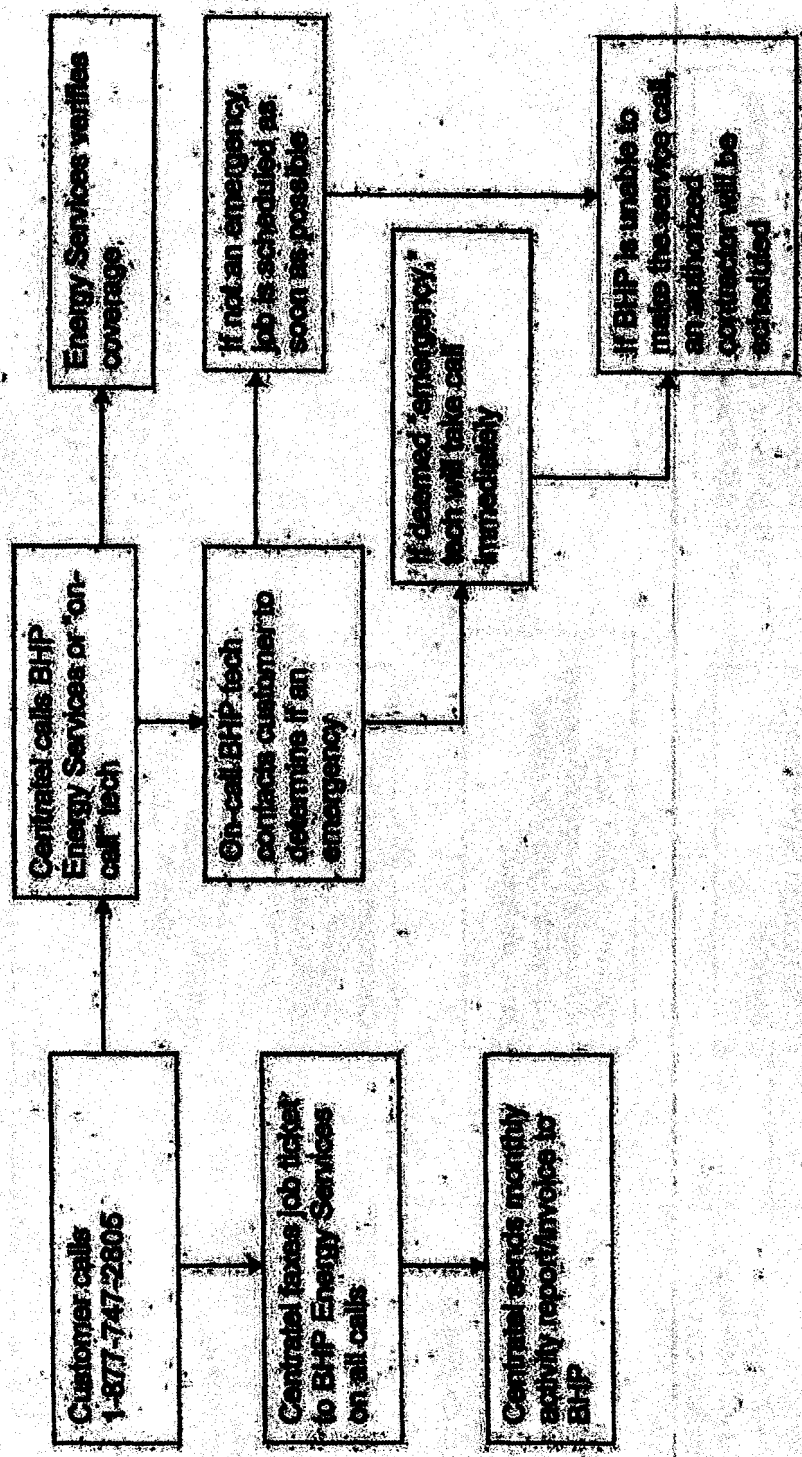 Customer calls
1-877-747-2805
Centratel calls BHP
Energy Services or "on-
call" tech
Energy Services verifies
coverage.
Centratel faxes job ticket
to BHP Energy Services
on all calls
On-call BHP tech
contacts customer to
determine if an
emergency
If not an emergency,
job is scheduled as
soon as possible
Centratel sends monthly
activity report/invoice to
BHP
If deemed "emergency,"
tech will take call
immediately
If BHP is unable to
make the service call,
an authorized
contractor will be
scheduled